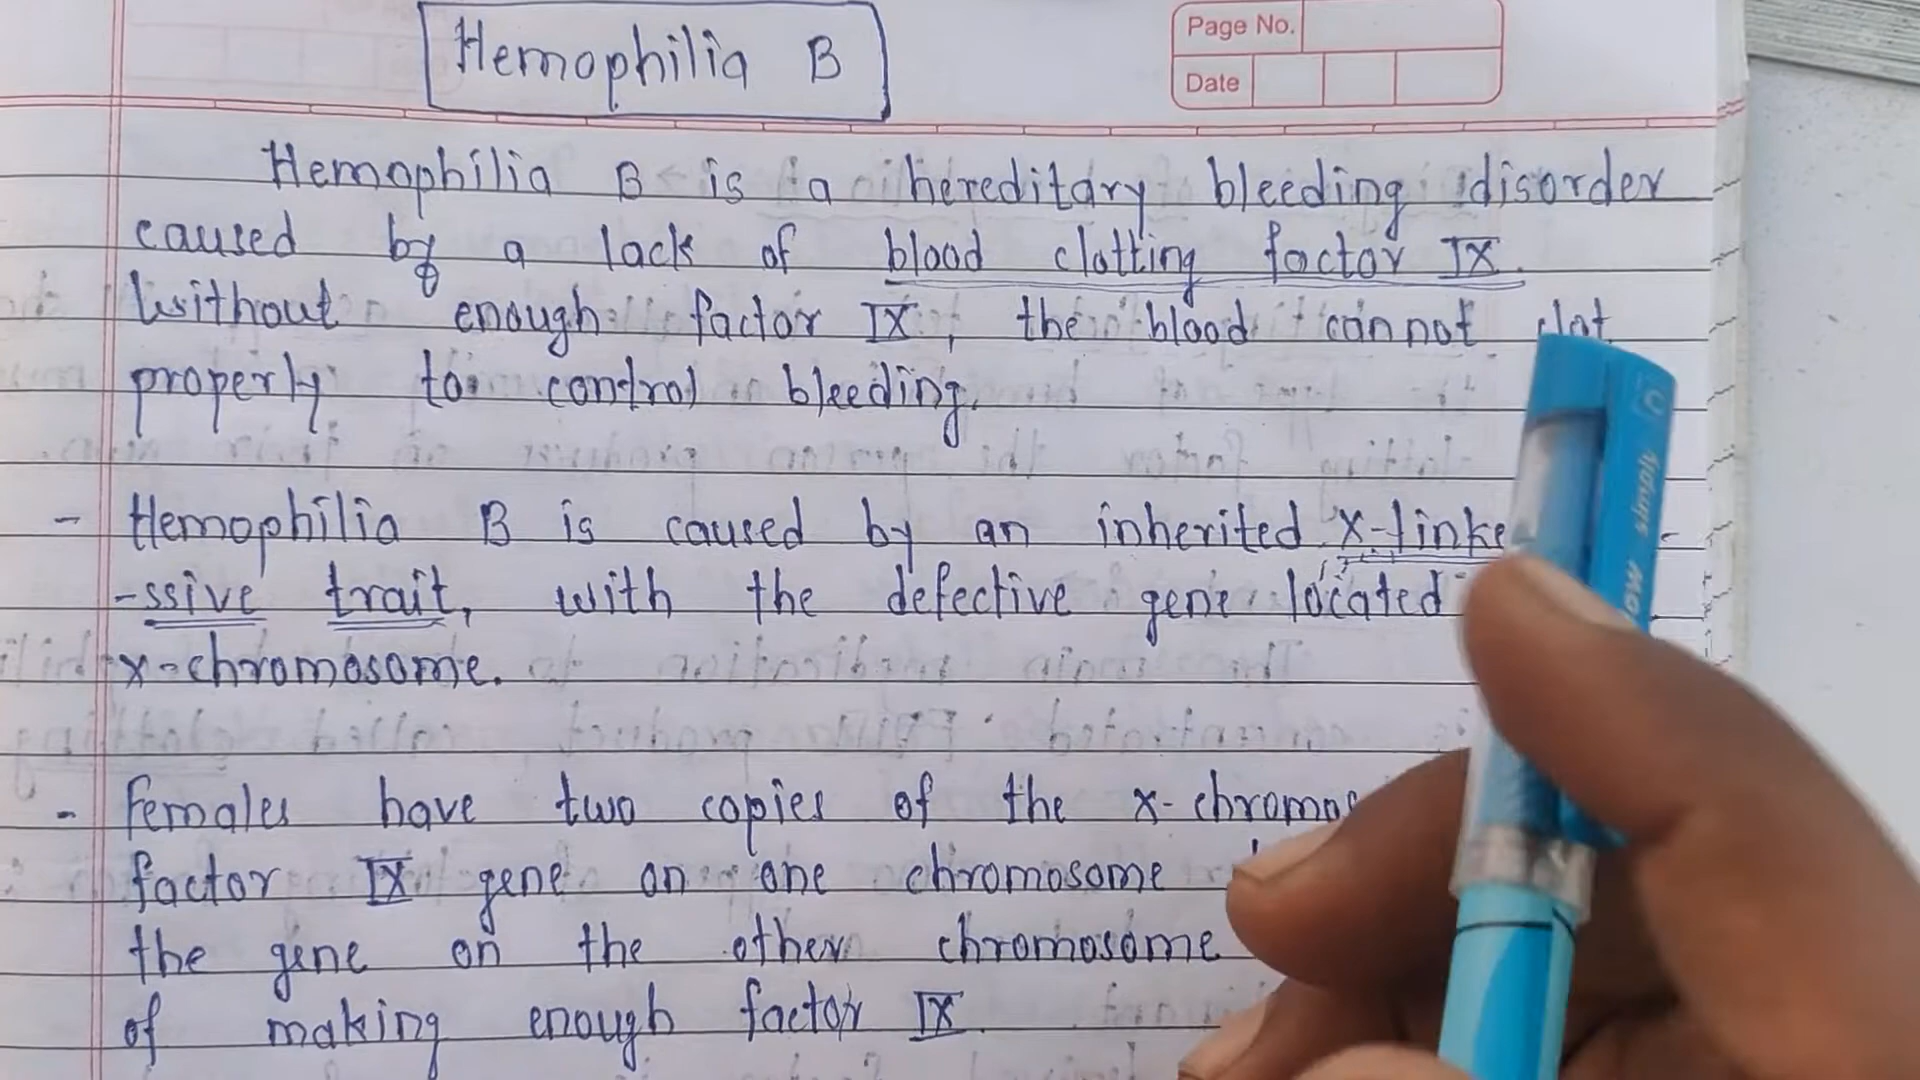 Hemophilia B
Page No.
Date
Hemophilia B is a hereditary bleeding disorder
caused by a lack of blood clotting factor IX.
Without enough factor IX, the blood cannot clot
properly to control bleeding.
- Hemophilia B is caused by an inherited X-linke
-ssive trait, with the defective gene located
x-chromosome.
- Females have two copies of the x-chromos
factor IX gene on one chromosome
the gene on the other chromosome
of making enough factor IX.
simply